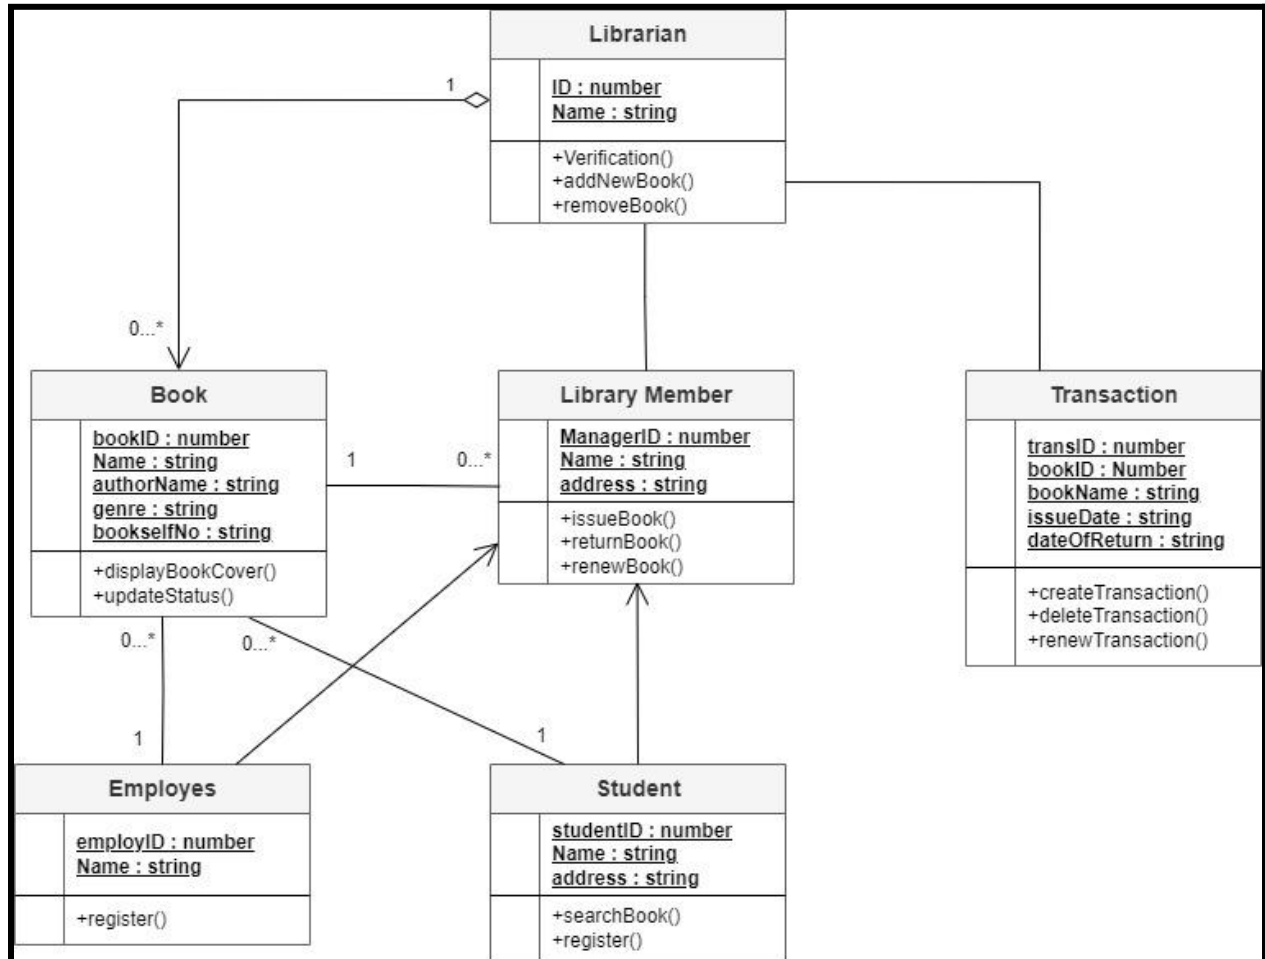 Librarian
ID : number
Name : string
+Verification()
+addNewBook()
+removeBook()
1
0...*
Book
bookID : number
Name : string
authorName : string
genre : string
bookselfNo : string
+displayBookCover()
+updateStatus()
1
0...*
Library Member
ManagerID : number
Name : string
address : string
+issueBook()
+returnBook()
+renewBook()
Transaction
transID : number
bookID : Number
bookName : string
issueDate : string
dateOfReturn : string
+createTransaction()
+deleteTransaction()
+renewTransaction()
0...*
0...*
1
1
Employes
employID : number
Name : string
+register()
Student
studentID : number
Name : string
address : string
+searchBook()
+register()